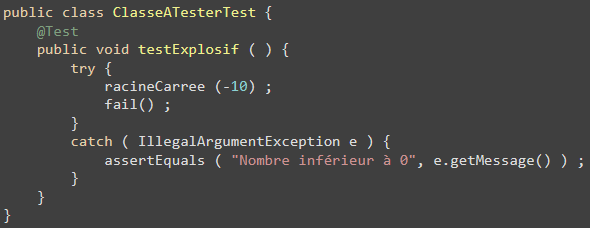 public class ClasseATesterTest {
@Test
public void testExplosif ( ) {
try {
racineCarree (-10) ;
fail() ;
}
catch ( IllegalArgumentException e ) {
assertEquals ( "Nombre inférieur à 0", e.getMessage() ) ;
}
}
}